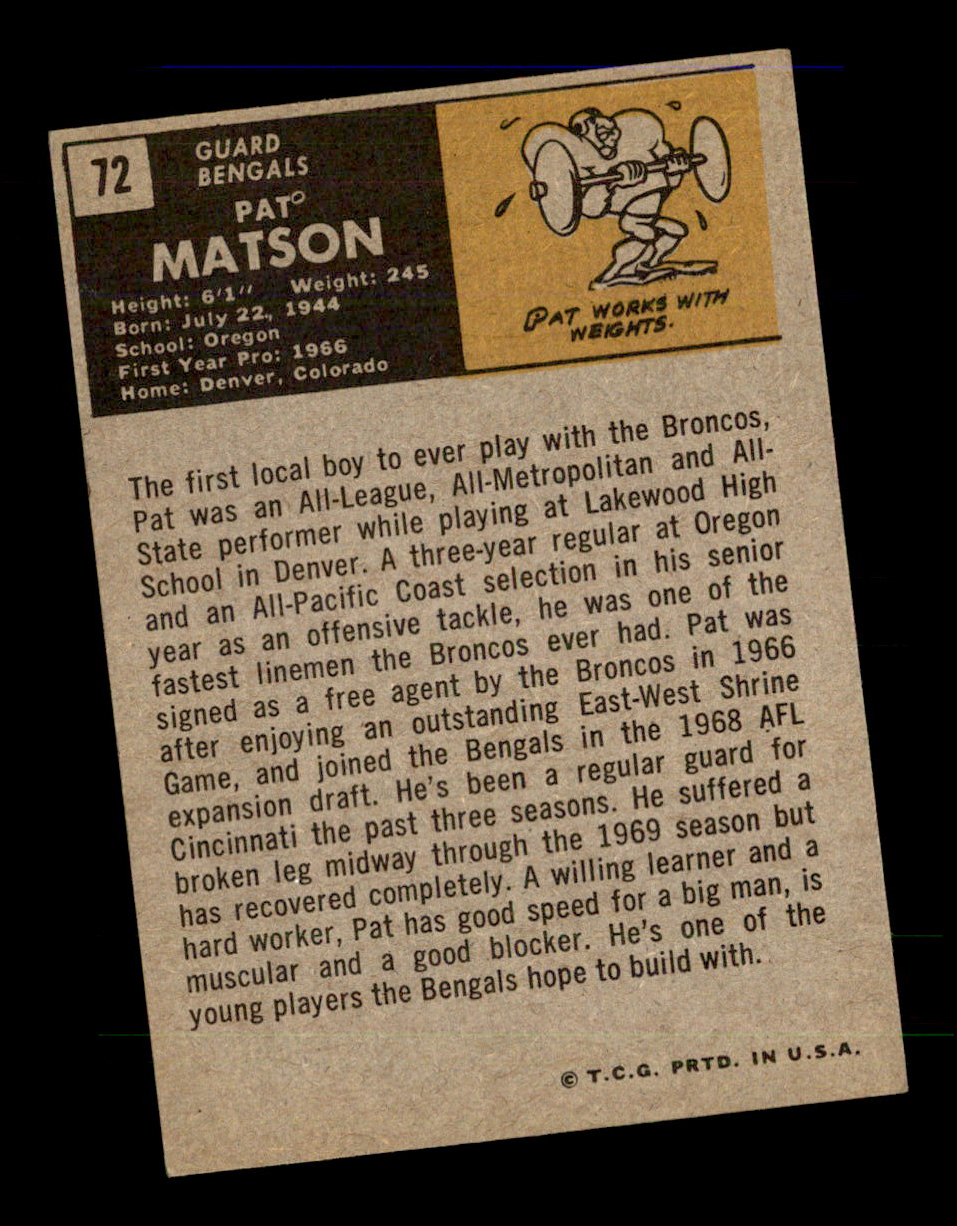 72
GUARD
BENGALS
PAT
MATSON
Height: 6'1" Weight: 245
Born: July 22, 1944
School: Oregon
First Year Pro: 1966
Home: Denver, Colorado
PAT WORKS WITH
WEIGHTS.
The first local boy to ever play with the Broncos,
Pat was an All-League, All-Metropolitan and All-
State performer while playing at Lakewood High
School in Denver. A three-year regular at Oregon
and an All-Pacific Coast selection in his senior
year as an offensive tackle, he was one of the
fastest linemen the Broncos ever had. Pat was
signed as a free agent by the Broncos in 1966
after enjoying an outstanding East-West Shrine
Game, and joined the Bengals in the 1968 AFL
expansion draft. He's been a regular guard for
Cincinnati the past three seasons. He suffered a
broken leg midway through the 1969 season but
has recovered completely. A willing learner and a
hard worker, Pat has good speed for a big man, is
muscular and a good blocker. He's one of the
young players the Bengals hope to build with.
© T.C.G. PRTD. IN U.S.A.